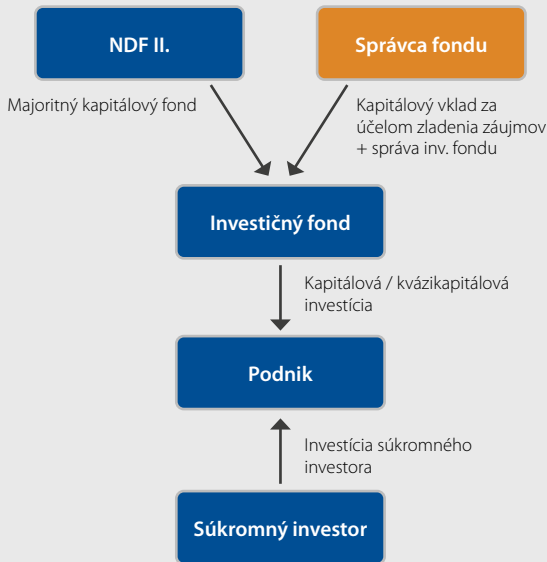 NDF II.
Správca fondu
Majoritný kapitálový fond
Kapitálový vklad za
účelom zladenia záujmov
+ správa inv. fondu
Investičný fond
Kapitálová / kvázikapitálová
investícia
Podnik
Investícia súkromného
investora
Súkromný investor